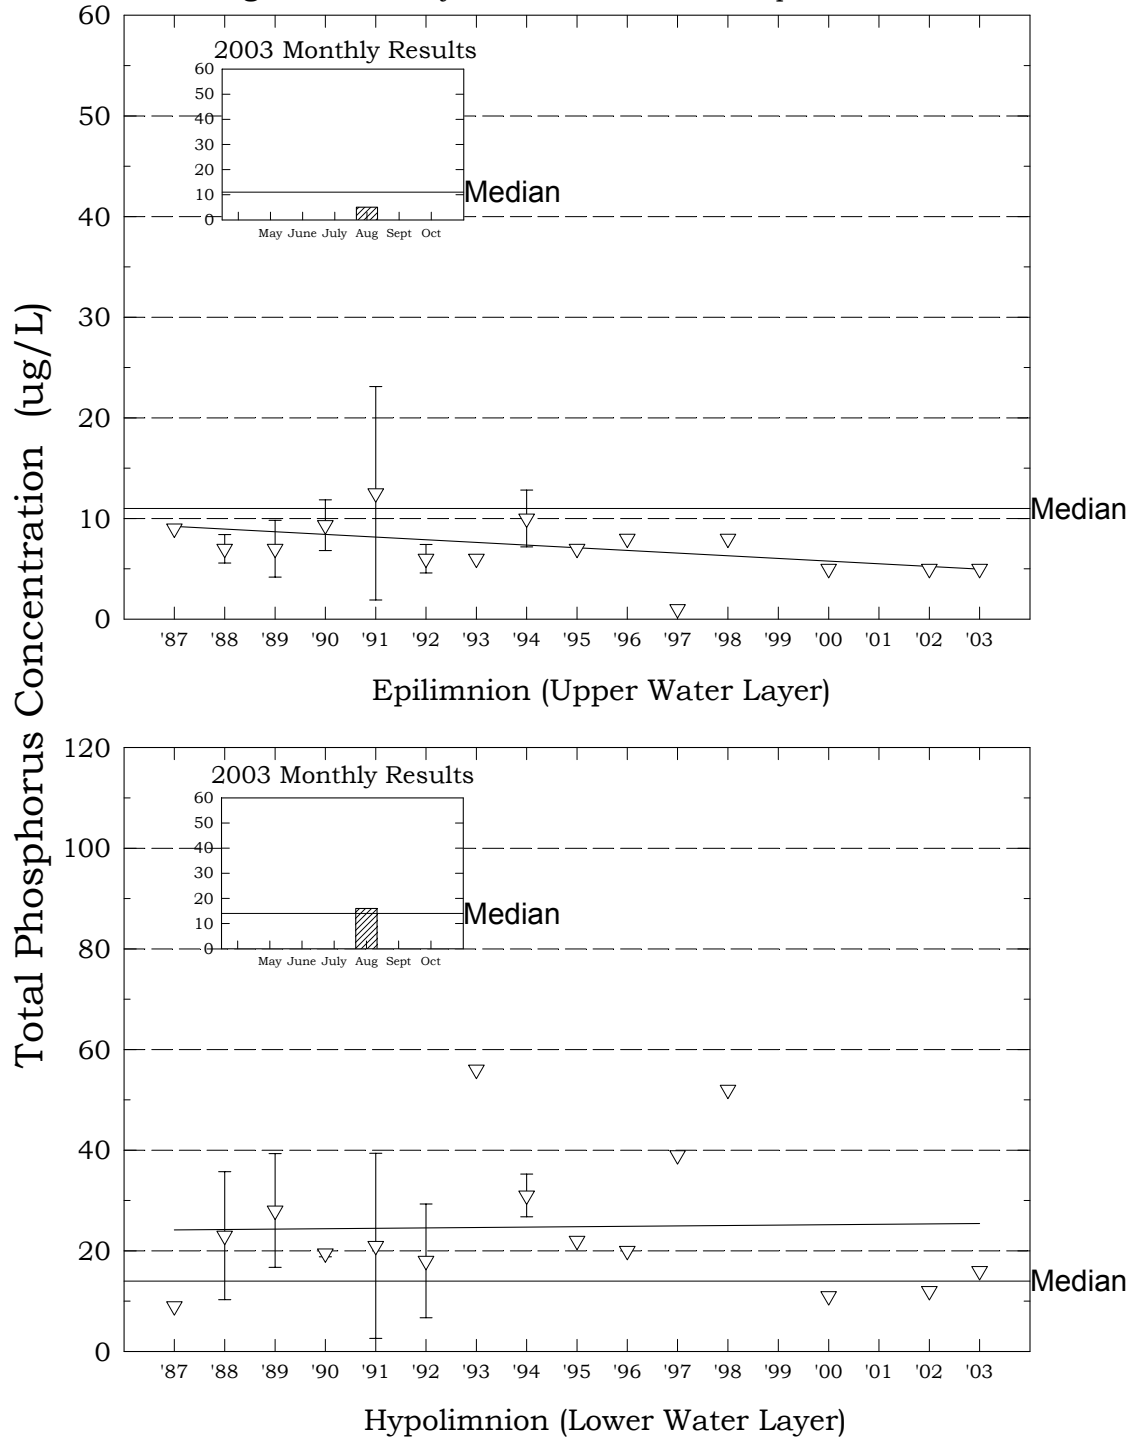 60
50
40
30
20
10
0
2003 Monthly Results
60
50
40
30
20
10
0
Median
May June July Aug Sept Oct
Median
'87 '88 '89 '90 '91 '92 '93 '94 '95 '96 '97 '98 '99 '00 '01 '02 '03
Epilimnion (Upper Water Layer)
Total Phosphorus Concentration (ug/L)
120
100
80
60
40
20
0
2003 Monthly Results
60
50
40
30
20
10
0
Median
May June July Aug Sept Oct
Median
'87 '88 '89 '90 '91 '92 '93 '94 '95 '96 '97 '98 '99 '00 '01 '02 '03
Hypolimnion (Lower Water Layer)